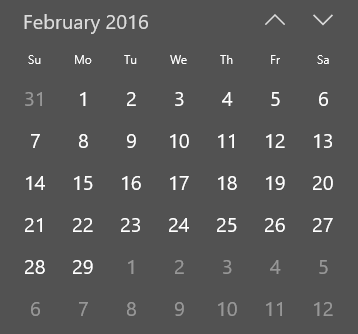 February 2016
Su Mo Tu We Th Fr Sa
31 1 2 3 4 5 6
7 8 9 10 11 12 13
14 15 16 17 18 19 20
21 22 23 24 25 26 27
28 29 1 2 3 4 5
6 7 8 9 10 11 12